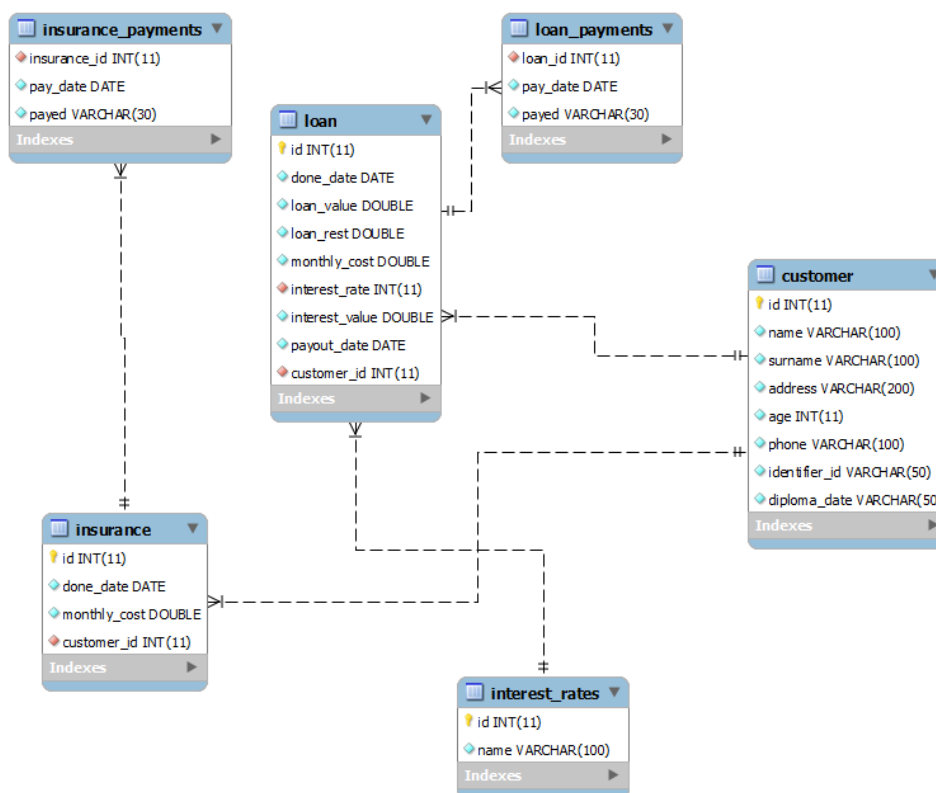 insurance_payments
insurance_id INT(11)
pay_date DATE
payed VARCHAR(30)
Indexes
loan_payments
loan_id INT(11)
pay_date DATE
payed VARCHAR(30)
Indexes
loan
id INT(11)
done_date DATE
loan_value DOUBLE
loan_rest DOUBLE
monthly_cost DOUBLE
interest_rate INT(11)
interest_value DOUBLE
payout_date DATE
customer_id INT(11)
Indexes
customer
id INT(11)
name VARCHAR(100)
surname VARCHAR(100)
address VARCHAR(200)
age INT(11)
phone VARCHAR(100)
identifier_id VARCHAR(50)
diploma_date VARCHAR(50
Indexes
insurance
id INT(11)
done_date DATE
monthly_cost DOUBLE
customer_id INT(11)
Indexes
interest_rates
id INT(11)
name VARCHAR(100)
Indexes